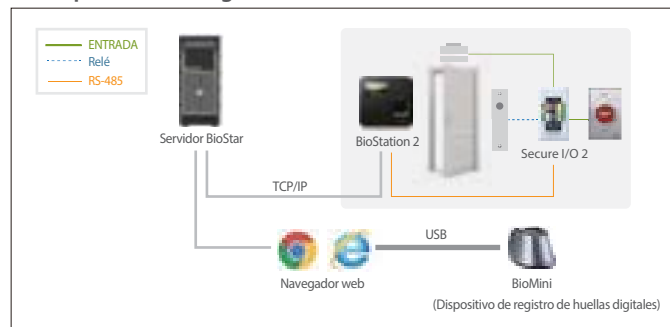 ENTRADA
Relé
RS-485
Servidor BioStar
BioStation 2
Secure I/O 2
TCP/IP
USB
Navegador web
BioMini
(Dispositivo de registro de huellas digitales)